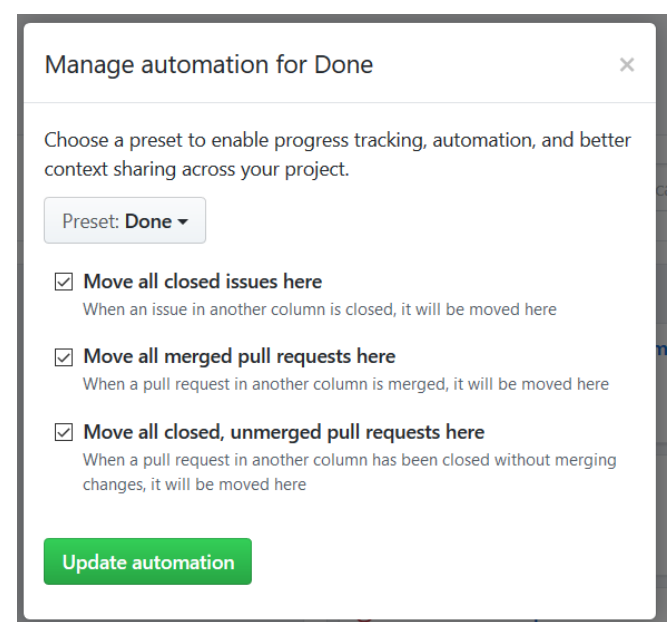 Manage automation for Done
Choose a preset to enable progress tracking, automation, and better
context sharing across your project.
Preset: Done
Move all closed issues here
When an issue in another column is closed, it will be moved here
Move all merged pull requests here
When a pull request in another column is merged, it will be moved here
Move all closed, unmerged pull requests here
When a pull request in another column has been closed without merging
changes, it will be moved here
Update automation